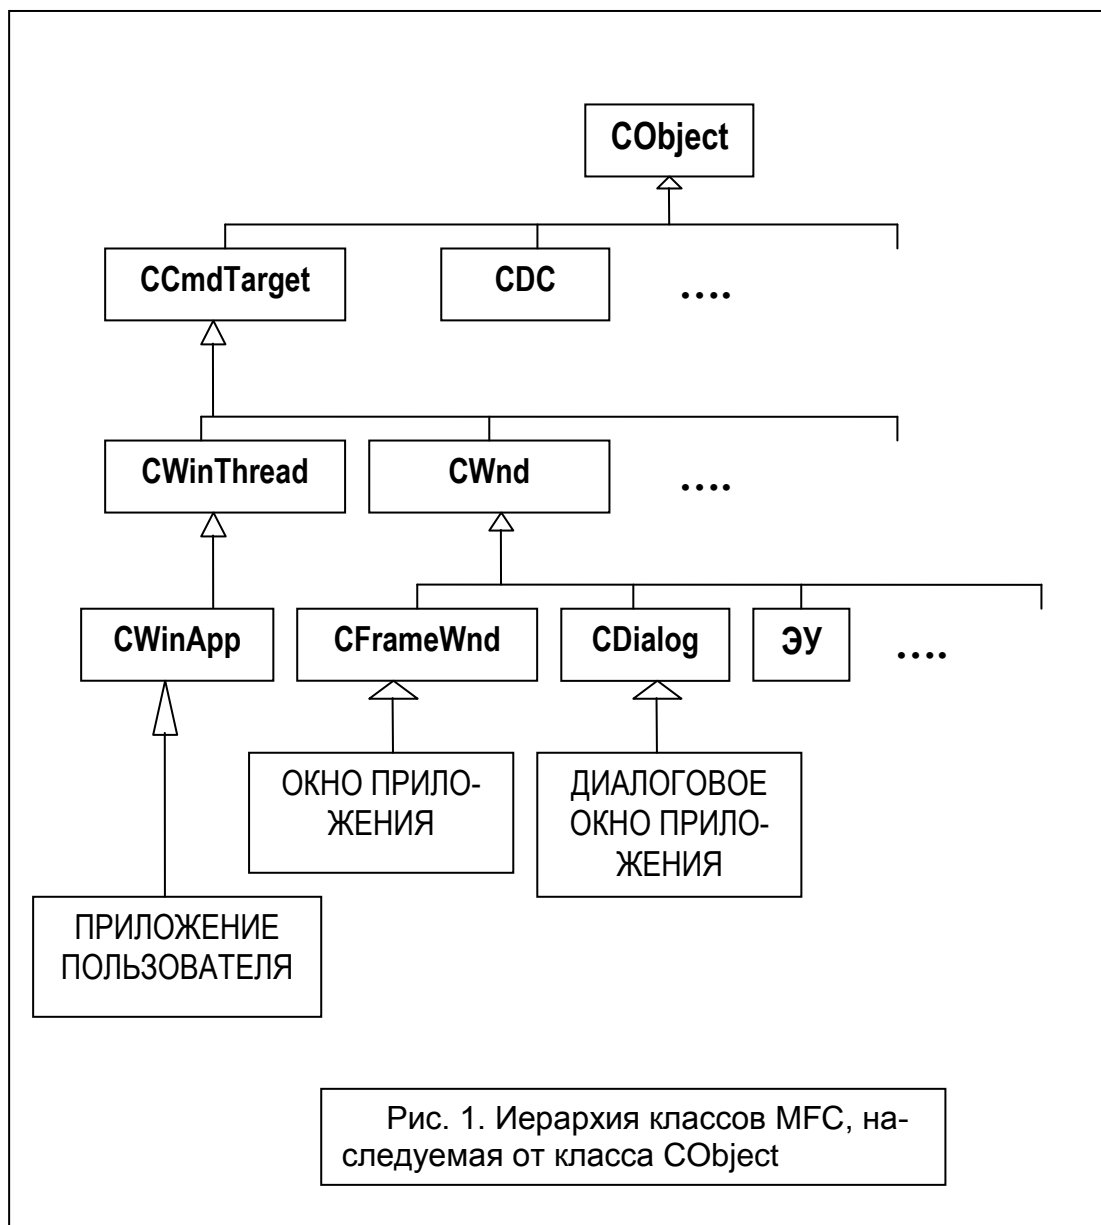 CObject
CCmdTarget
CDC
....
CWinThread
CWnd
....
CWinApp
CFrameWnd
CDialog
ЭУ
....
ОКНО ПРИЛО-
ЖЕНИЯ
ДИАЛОГОВОЕ
ОКНО ПРИЛО-
ЖЕНИЯ
ПРИЛОЖЕНИЕ
ПОЛЬЗОВАТЕЛЯ
Рис. 1. Иерархия классов MFC, на-
следуемая от класса CObject